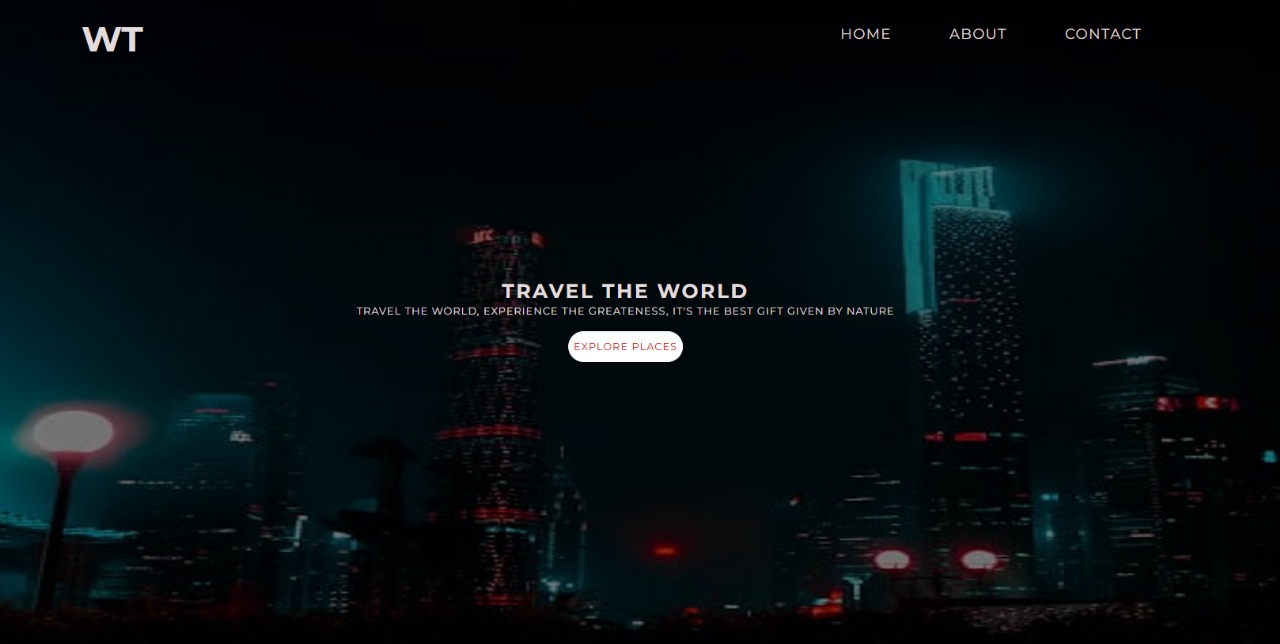 WT
HOME ABOUT CONTACT
TRAVEL THE WORLD
TRAVEL THE WORLD, EXPERIENCE THE GREATENESS, IT'S THE BEST GIFT GIVEN BY NATURE
EXPLORE PLACES